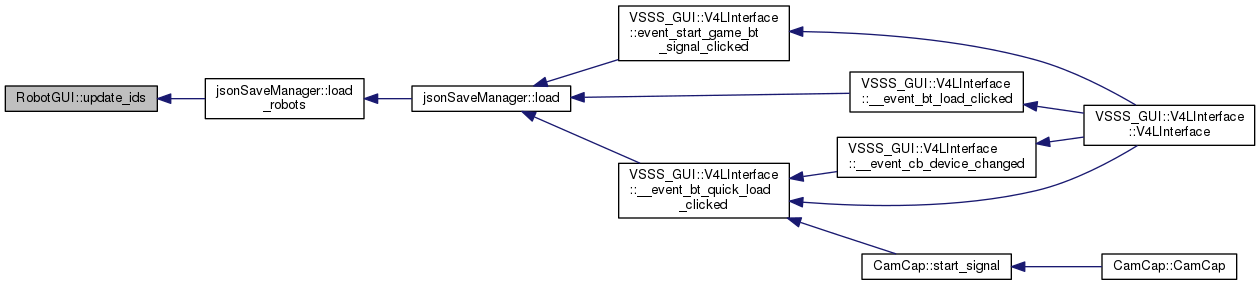 RobotGUI::update_ids
jsonSaveManager::load
_robots
jsonSaveManager::load
VSSS_GUI::V4LInterface
::event_start_game_bt
_signal_clicked
VSSS_GUI::V4LInterface
::__event_bt_load_clicked
VSSS_GUI::V4LInterface
::__event_cb_device_changed
VSSS_GUI::V4LInterface
::__event_bt_quick_load
_clicked
VSSS_GUI::V4LInterface
::V4LInterface
CamCap::start_signal
CamCap::CamCap